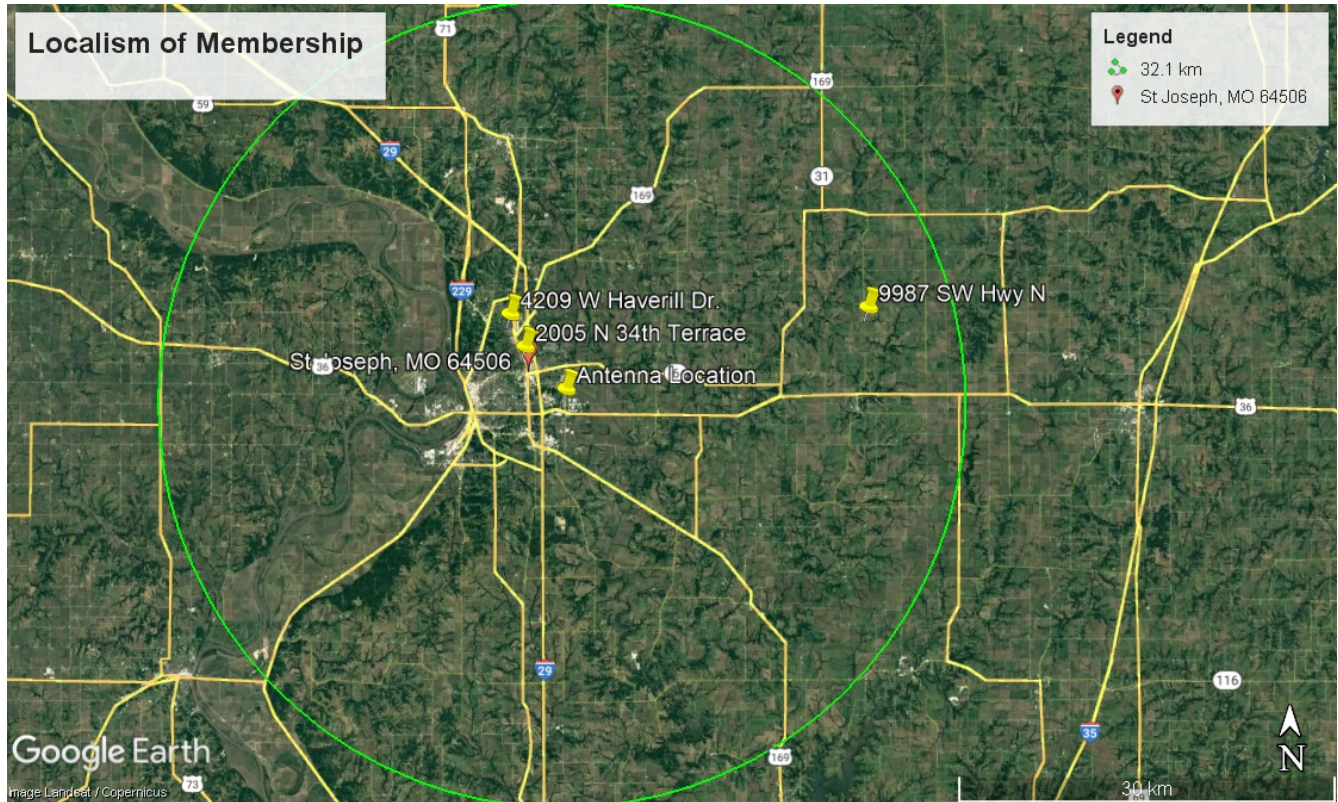 Localism of Membership
Legend
32.1 km
St Joseph, MO 64506
71
169
59
29
31
169
229
4209 W Haverill Dr.
9987 SW Hwy N
2005 N 34th Terrace
St Joseph, MO 64506
36
6
Antenna Location
36
29
116
35
169
Google Earth
N
73
Image Landsat / Copernicus
30 km